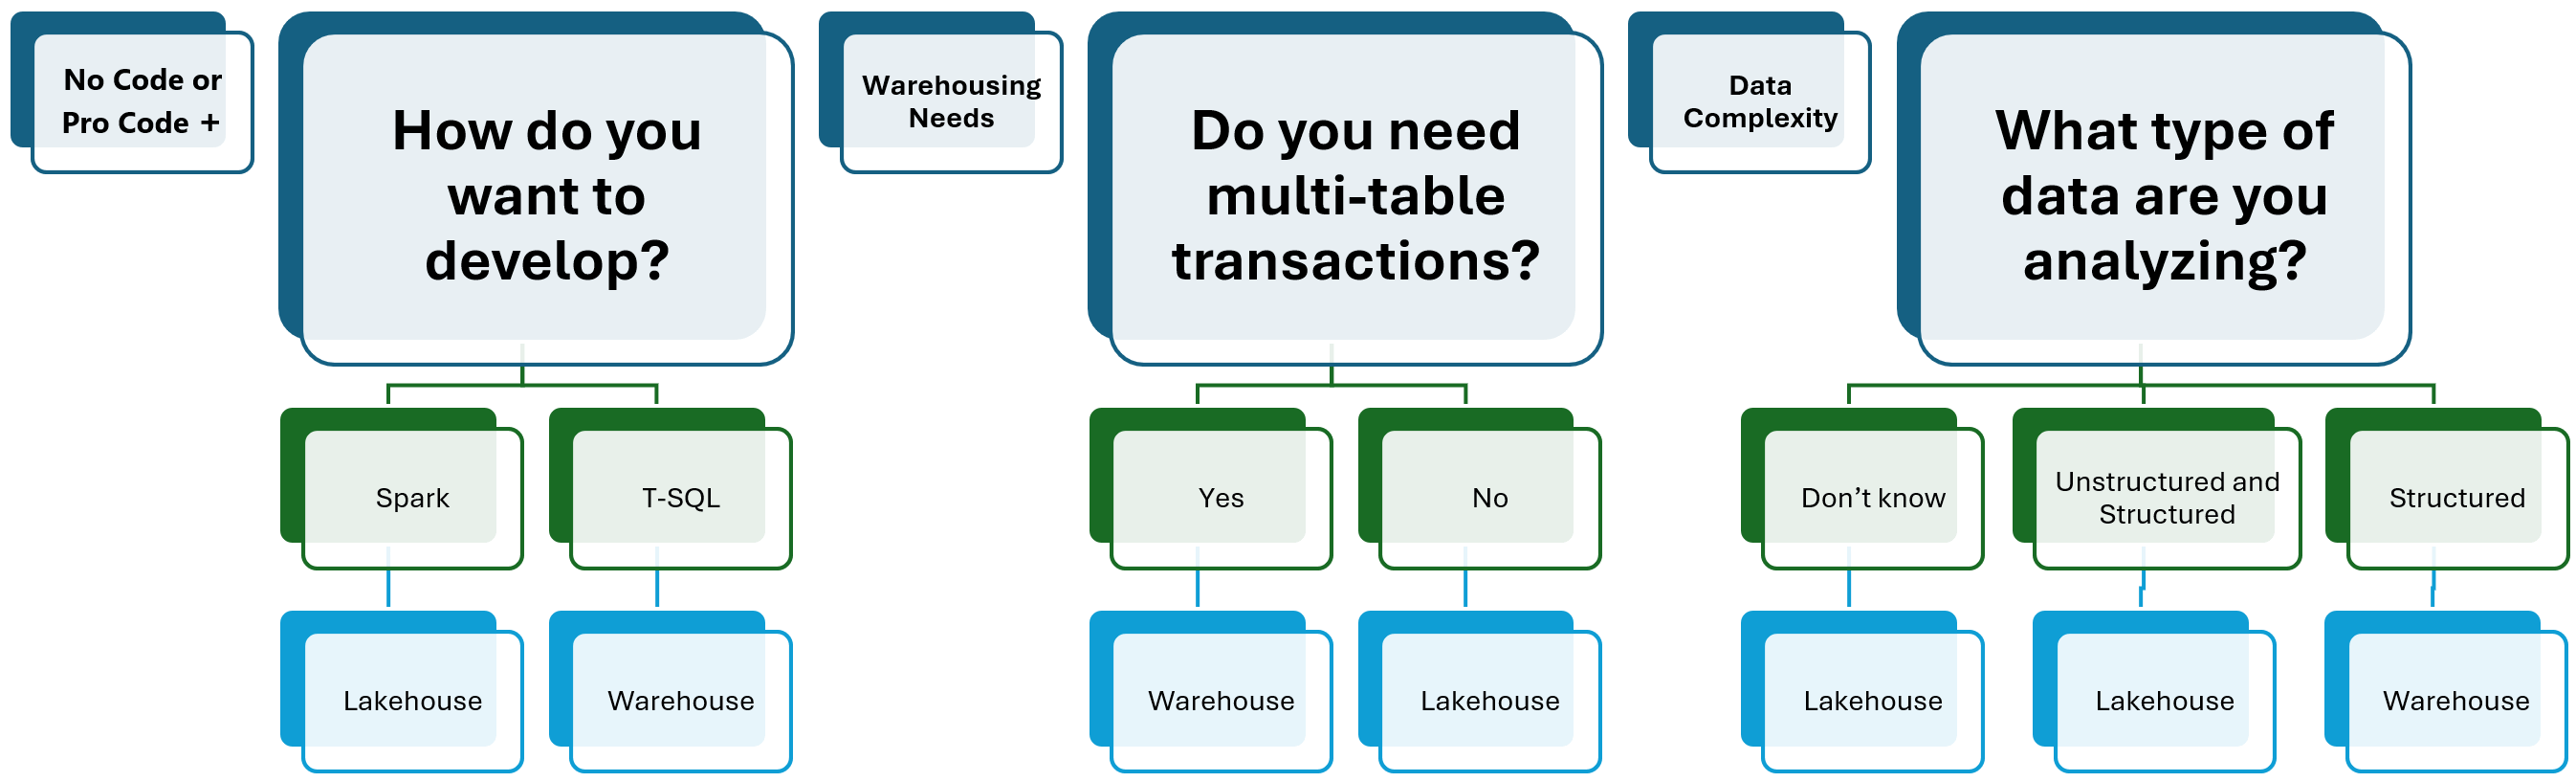 No Code or
Pro Code +
How do you
want to
develop?
Spark
T-SQL
Lakehouse
Warehouse
Warehousing
Needs
Do you need
multi-table
transactions?
Yes
No
Warehouse
Lakehouse
Data
Complexity
What type of
data are you
analyzing?
Don’t know
Unstructured and
Structured
Structured
Lakehouse
Lakehouse
Warehouse